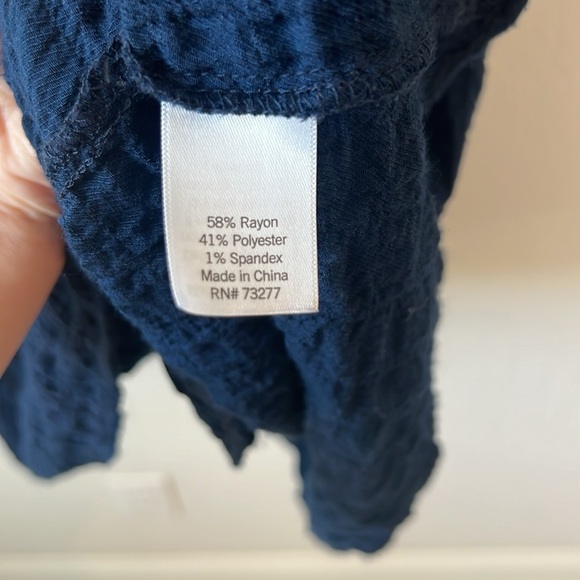 58% Rayon
41% Polyester
1% Spandex
Made in China
RN# 73277